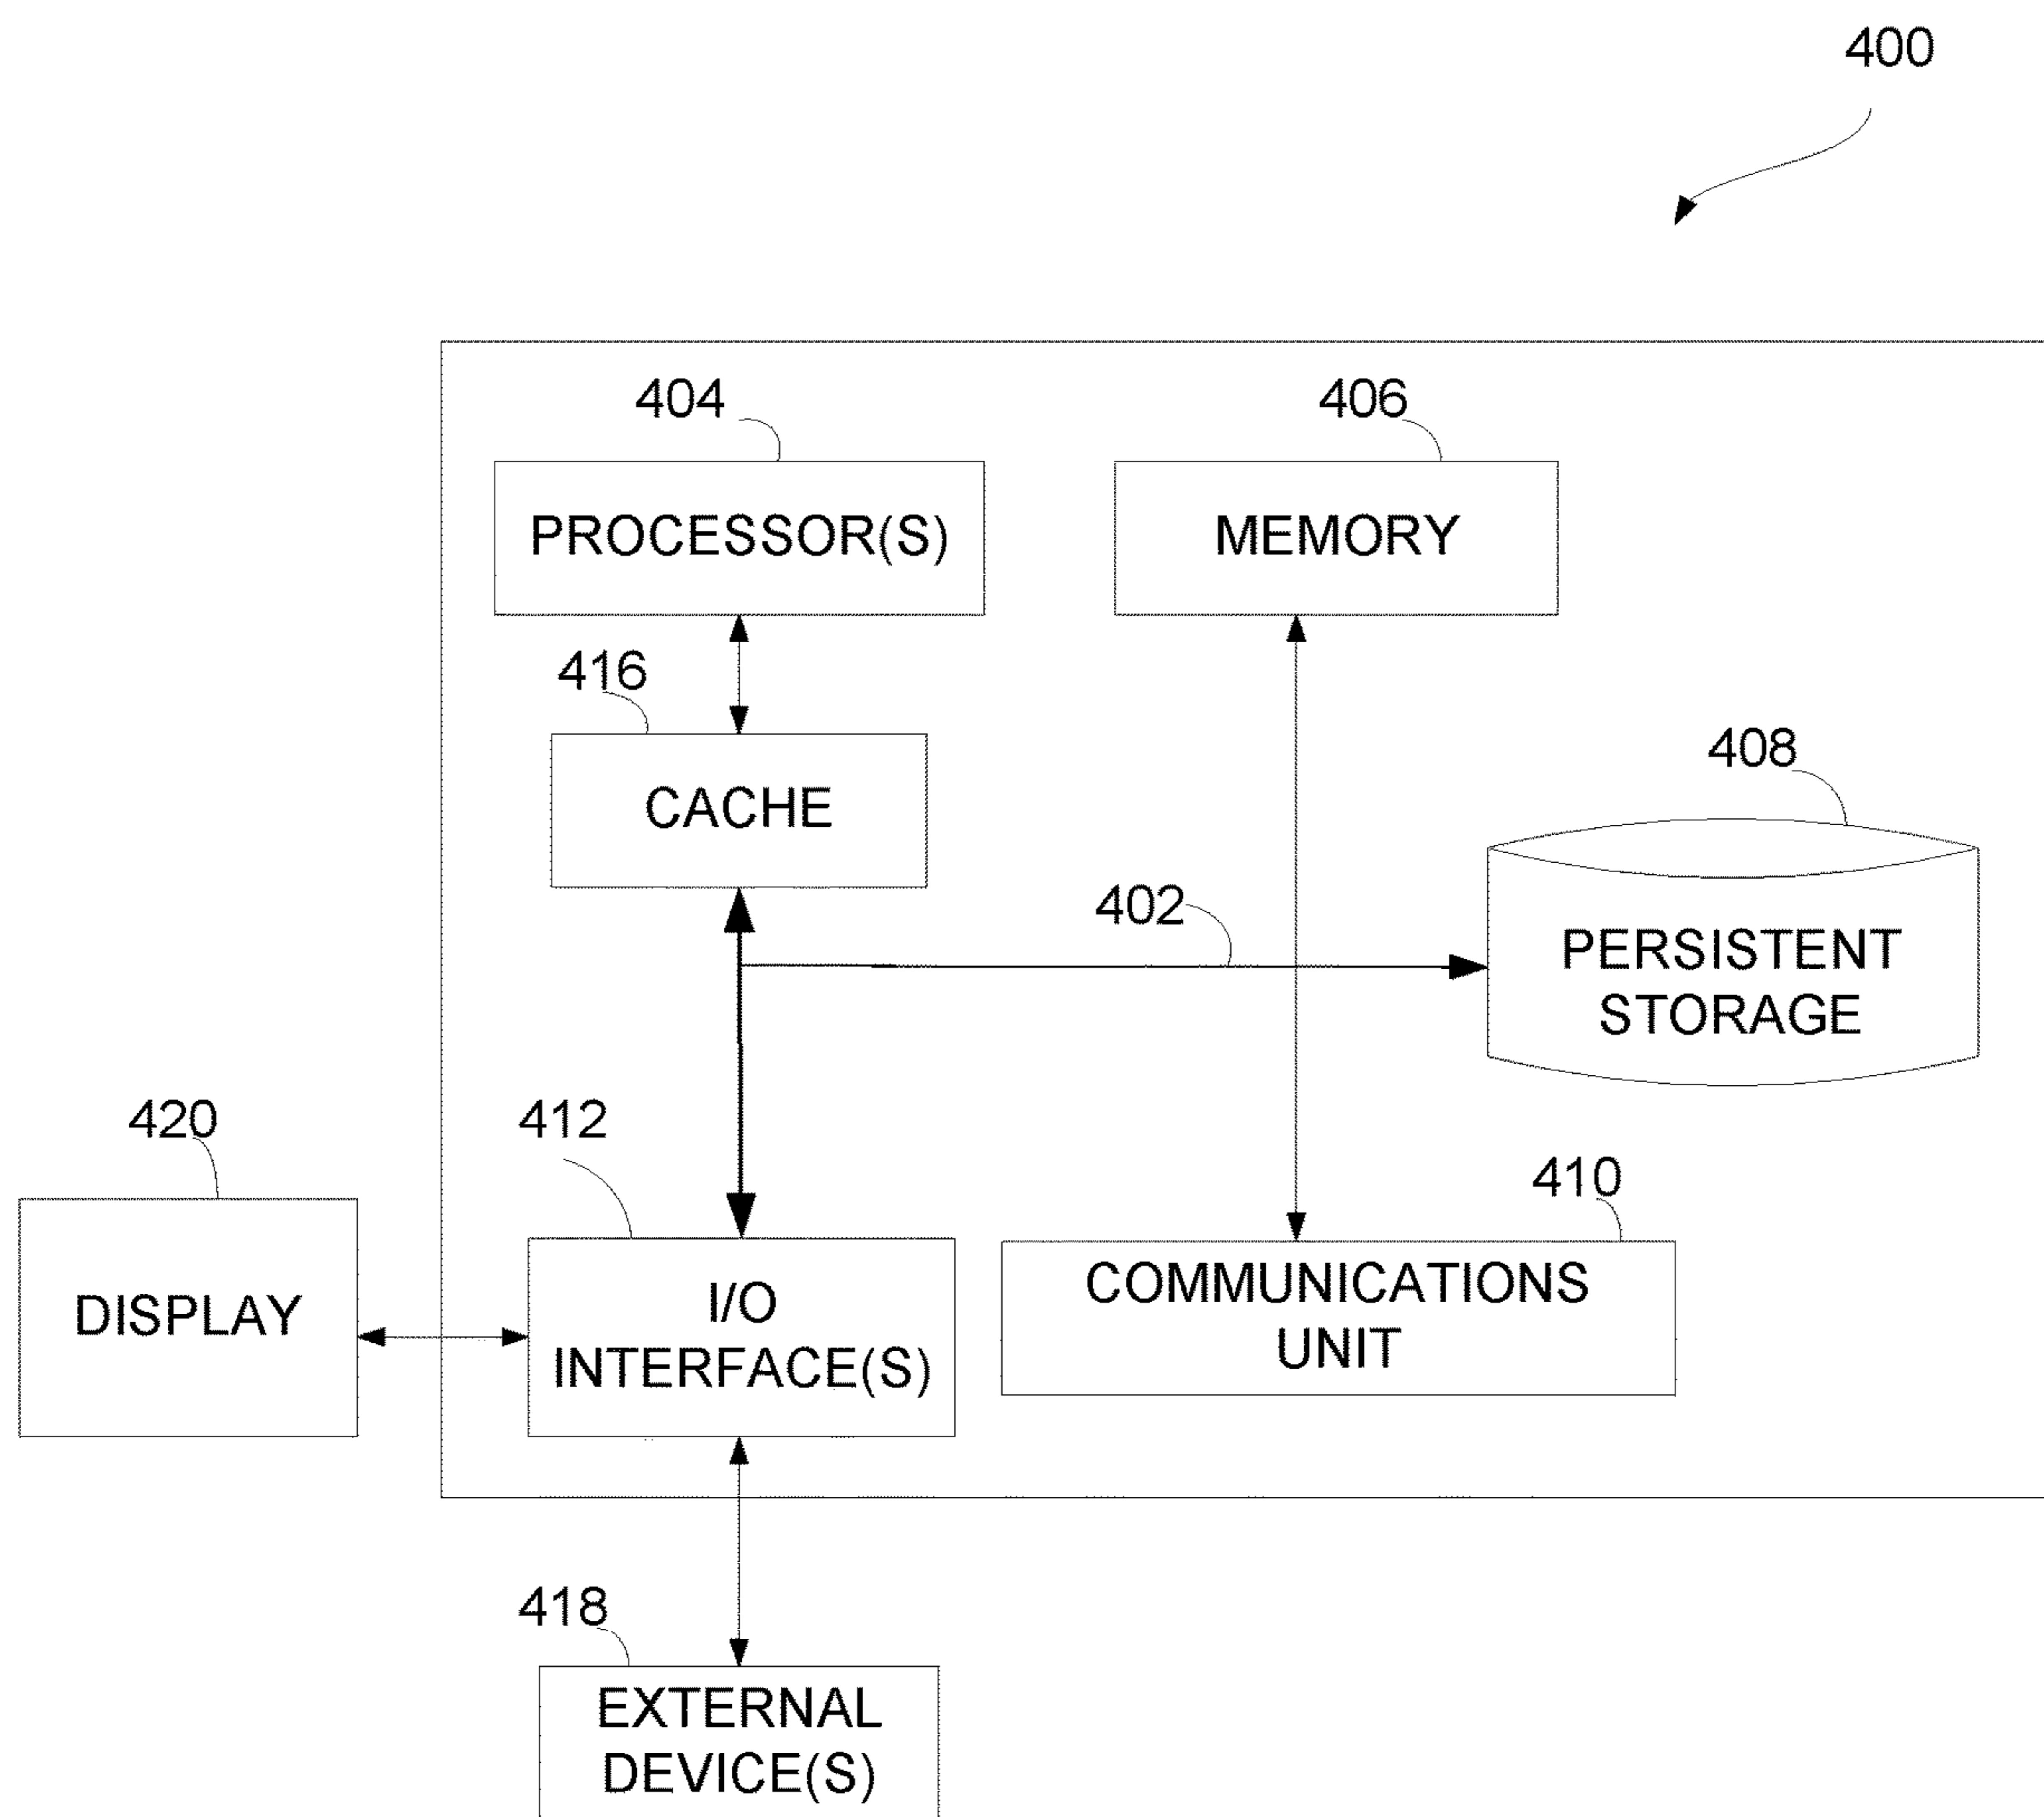 400
404
406
PROCESSOR(S)
MEMORY
416
CACHE
408
402
PERSISTENT
STORAGE
420
412
410
DISPLAY
I/O
INTERFACE(S)
COMMUNICATIONS
UNIT
418
EXTERNAL
DEVICE(S)